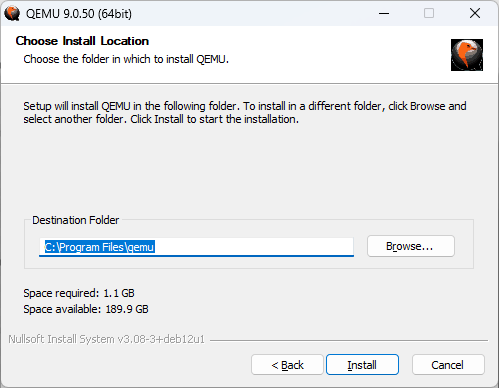 QEMU 9.0.50 (64bit)
Choose Install Location
Choose the folder in which to install QEMU.
Setup will install QEMU in the following folder. To install in a different folder, click Browse and
select another folder. Click Install to start the installation.
Destination Folder
C:\Program Files\qemu
Browse...
Space required: 1.1 GB
Space available: 189.9 GB
Nullsoft Install System v3.08-3+deb12u1
< Back
Install
Cancel